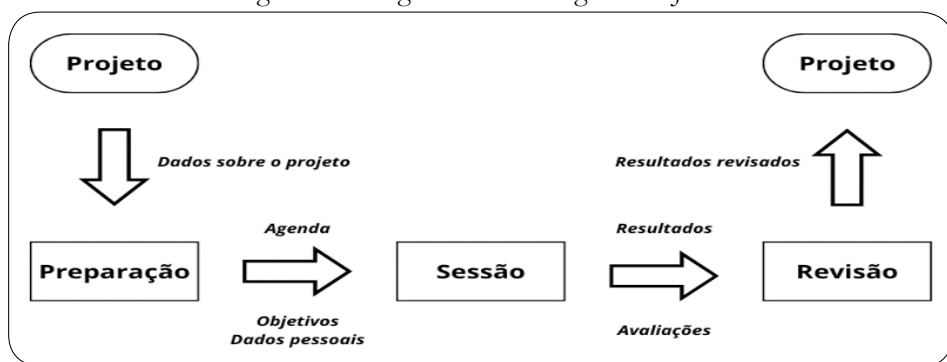 Projeto
Projeto
Dados sobre o projeto
Resultados revisados
Agenda
Resultados
Preparação
Sessão
Revisão
Objetivos
Dados pessoais
Avaliações